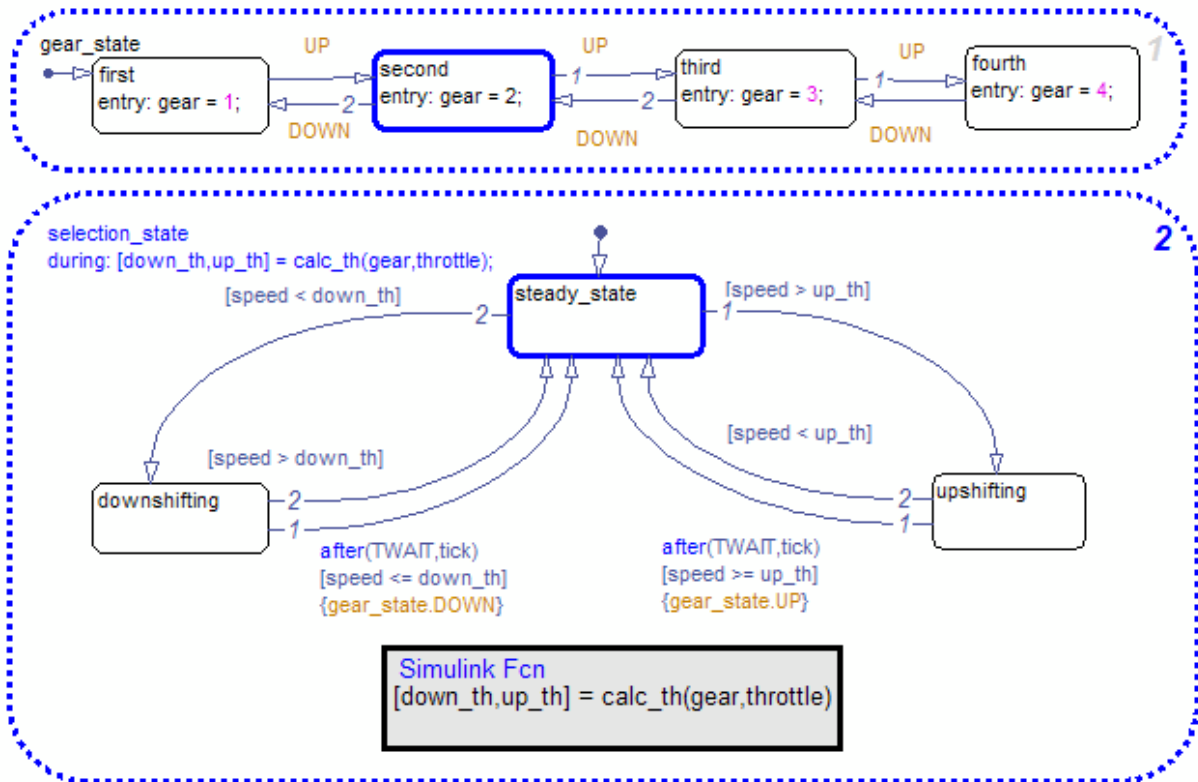 gear_state
UP
UP
UP
1
first
entry: gear = 1;
second
entry: gear = 2;
1
2
third
entry: gear = 3;
1
2
fourth
entry: gear = 4;
2
DOWN
DOWN
DOWN
selection_state
during: [down_th,up_th] = calc_th(gear,throttle);
2
[speed < down_th]
2
steady_state
1
[speed > up_th]
[speed > down_th]
[speed < up_th]
downshifting
2
1
upshifting
2
1
after(TWAIT,tick)
[speed <= down_th]
{gear_state.DOWN}
after(TWAIT,tick)
[speed >= up_th]
{gear_state.UP}
Simulink Fcn
[down_th,up_th] = calc_th(gear,throttle)